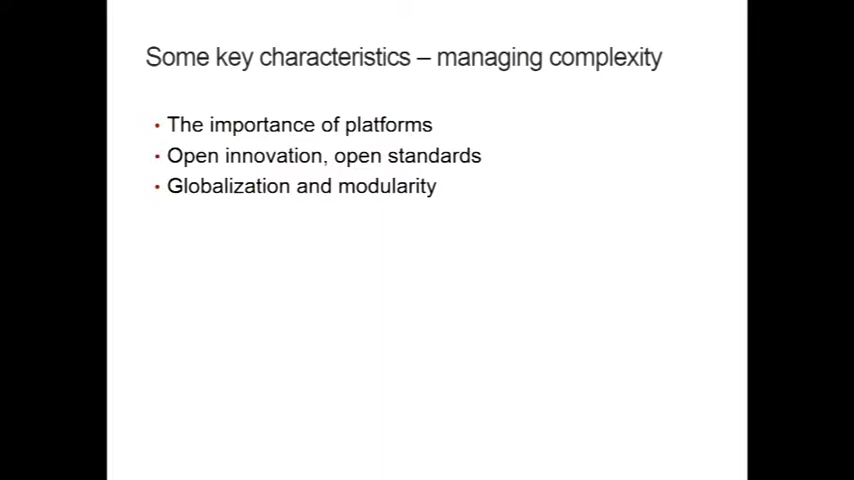 Some key characteristics – managing complexity
• The importance of platforms
• Open innovation, open standards
• Globalization and modularity